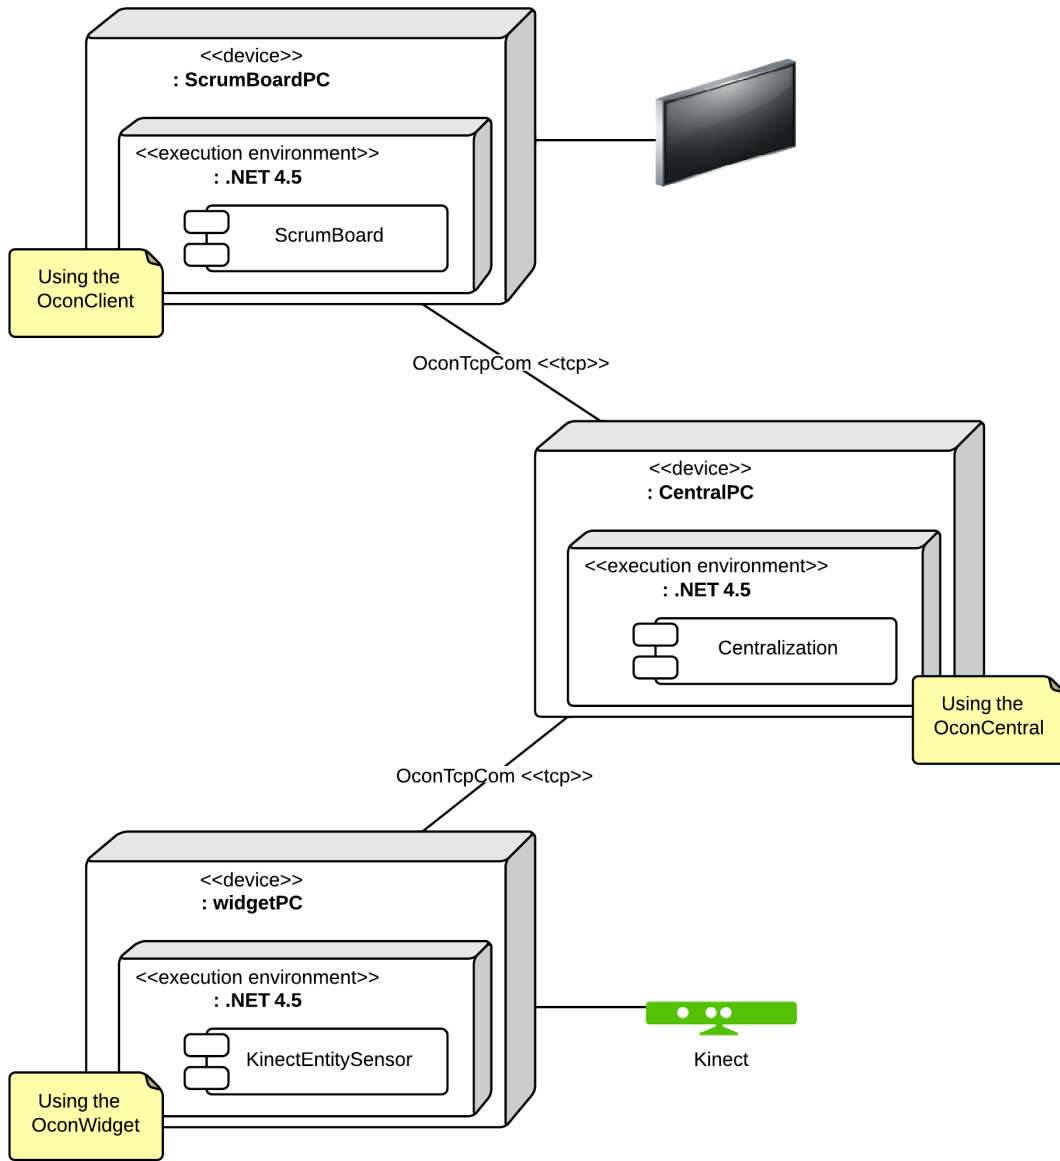 <<device>>
: ScrumBoardPC
<<execution environment>>
: .NET 4.5
ScrumBoard
Using the
OconClient
OconTcpCom <<tcp>>
<<device>>
: CentralPC
<<execution environment>>
: .NET 4.5
Centralization
Using the
OconCentral
OconTcpCom <<tcp>>
<<device>>
: widgetPC
<<execution environment>>
: .NET 4.5
KinectEntitySensor
Kinect
Using the
OconWidget